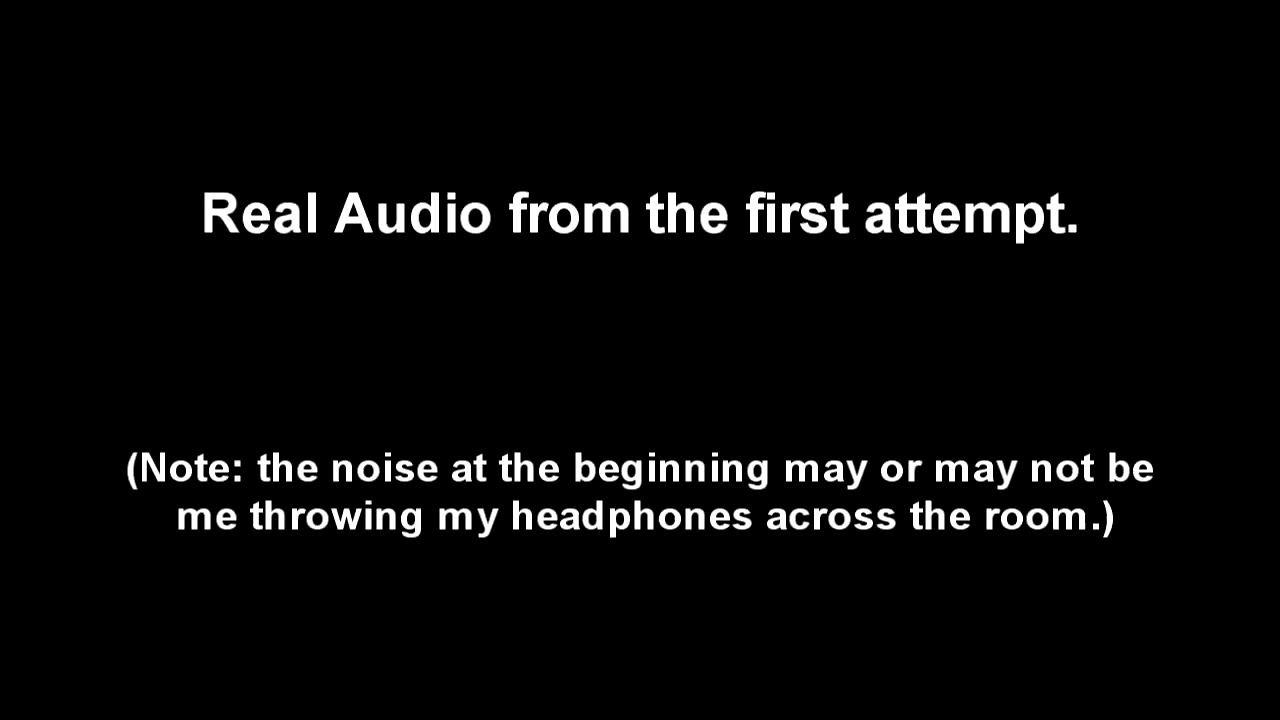 Real Audio from the first attempt.
(Note: the noise at the beginning may or may not be
me throwing my headphones across the room.)